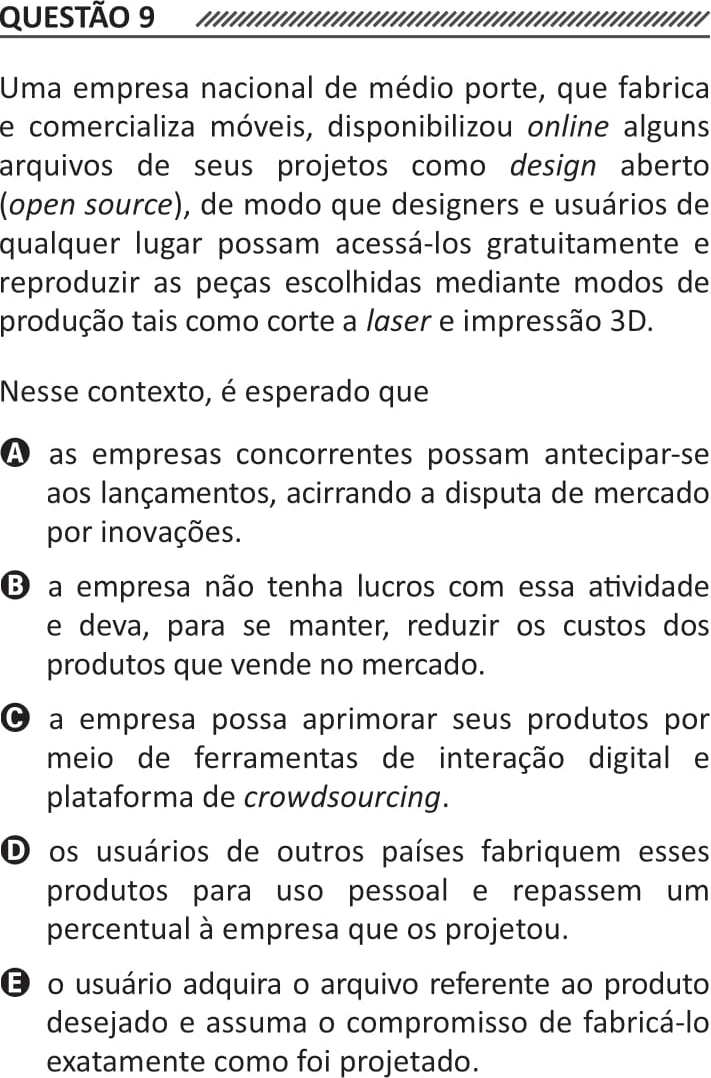 QUESTÃO 9
Uma empresa nacional de médio porte, que fabrica
e comercializa móveis, disponibilizou online alguns
arquivos de seus projetos como design aberto
(open source), de modo que designers e usuários de
qualquer lugar possam acessá-los gratuitamente e
reproduzir as peças escolhidas mediante modos de
produção tais como corte a laser e impressão 3D.
Nesse contexto, é esperado que
A as empresas concorrentes possam antecipar-se
aos lançamentos, acirrando a disputa de mercado
por inovações.
B a empresa não tenha lucros com essa atividade
e deva, para se manter, reduzir os custos dos
produtos que vende no mercado.
C a empresa possa aprimorar seus produtos por
meio de ferramentas de interação digital e
plataforma de crowdsourcing.
D os usuários de outros países fabriquem esses
produtos para uso pessoal e repassem um
percentual à empresa que os projetou.
E o usuário adquira o arquivo referente ao produto
desejado e assuma o compromisso de fabricá-lo
exatamente como foi projetado.